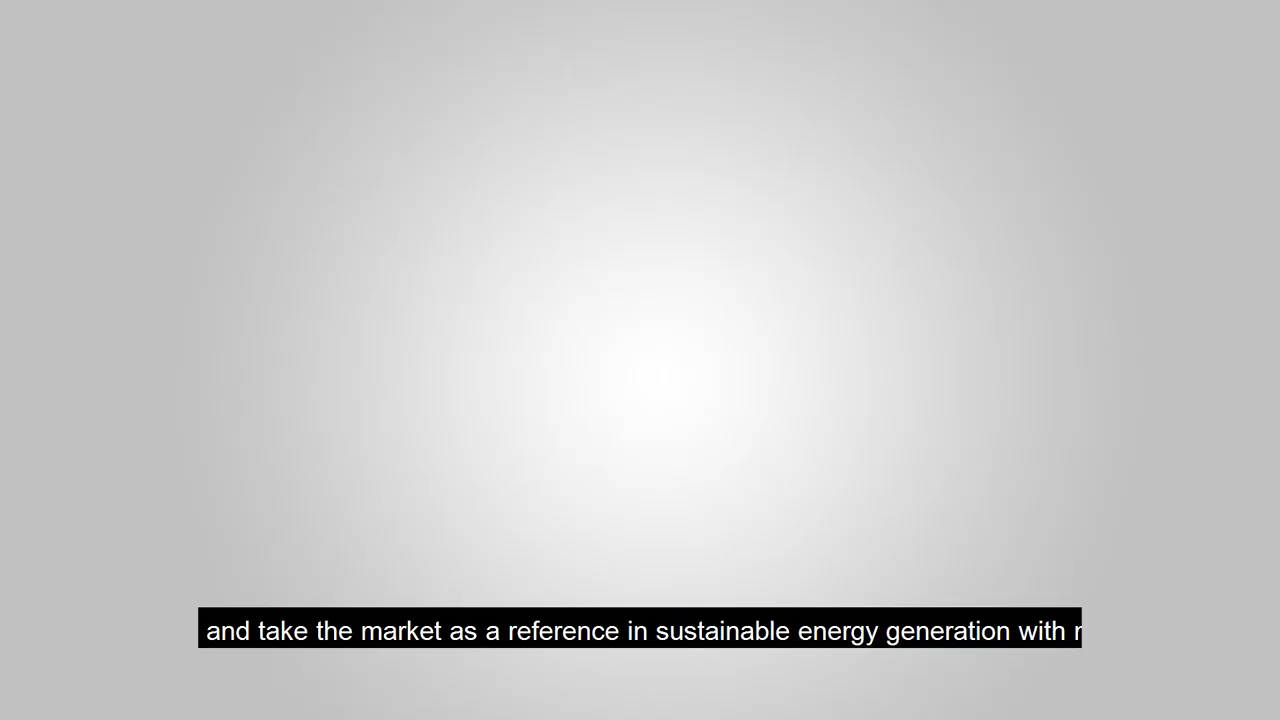 and take the market as a reference in sustainable energy generation with